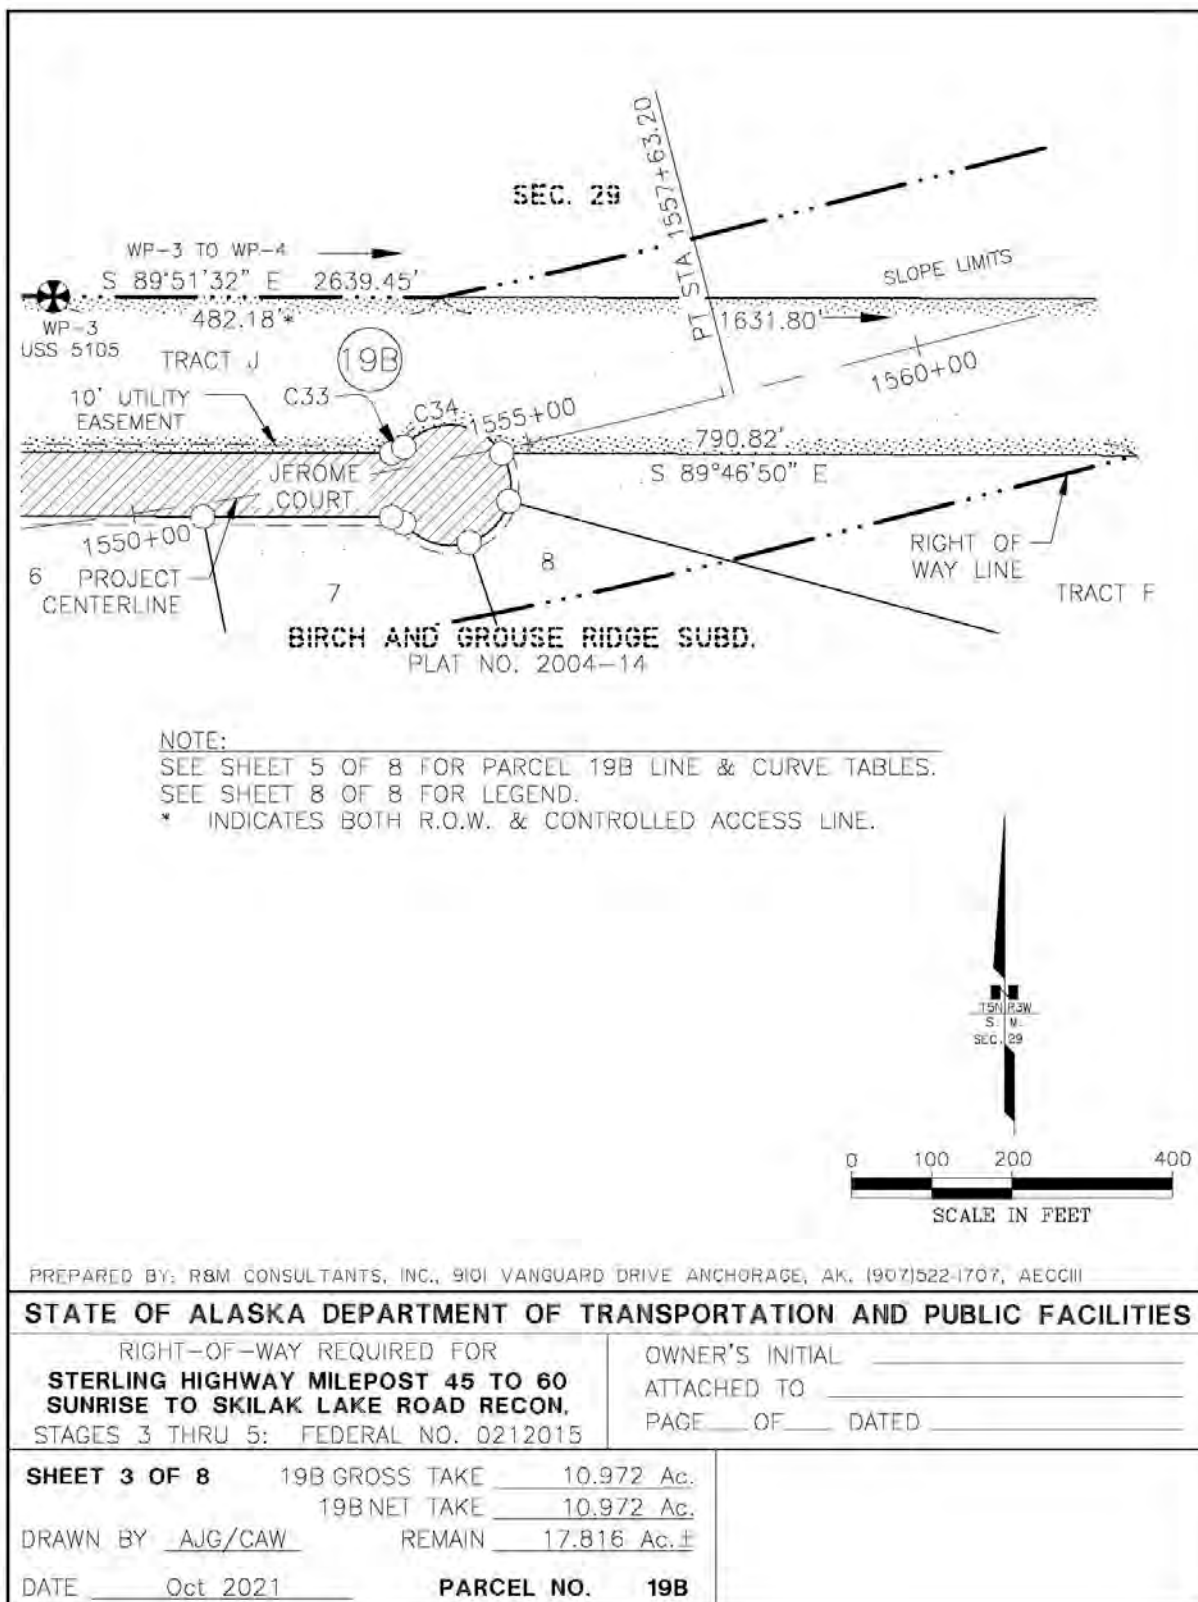 SEC. 29
PT STA 1557+63.20
WP-3 TO WP-4
S 89°51'32" E 2639.45'
SLOPE LIMITS
WP-3
USS 5105
482.18'*
1631.80'
TRACT J
19B
1560+00
10' UTILITY
EASEMENT
C33
C34
1555+00
790.82'
S 89°46'50" E
JEROME
COURT
1550+00
RIGHT OF
WAY LINE
6
PROJECT
CENTERLINE
7
8
TRACT F
BIRCH AND GROUSE RIDGE SUBD.
PLAT NO. 2004-14
NOTE:
SEE SHEET 5 OF 8 FOR PARCEL 19B LINE & CURVE TABLES.
SEE SHEET 8 OF 8 FOR LEGEND.
* INDICATES BOTH R.O.W. & CONTROLLED ACCESS LINE.
N
T5N R3W
S. M.
SEC. 29
0 100 200 400
SCALE IN FEET
PREPARED BY: R&M CONSULTANTS, INC., 9101 VANGUARD DRIVE ANCHORAGE, AK. (907)522-1707, AECC111
STATE OF ALASKA DEPARTMENT OF TRANSPORTATION AND PUBLIC FACILITIES
RIGHT-OF-WAY REQUIRED FOR
STERLING HIGHWAY MILEPOST 45 TO 60
SUNRISE TO SKILAK LAKE ROAD RECON,
STAGES 3 THRU 5: FEDERAL NO. 0212015
OWNER'S INITIAL
ATTACHED TO
PAGE OF DATED
SHEET 3 OF 8 19B GROSS TAKE 10.972 Ac.
19B NET TAKE 10.972 Ac.
DRAWN BY AJG/CAW REMAIN 17.816 Ac.±
DATE Oct 2021 PARCEL NO. 19B